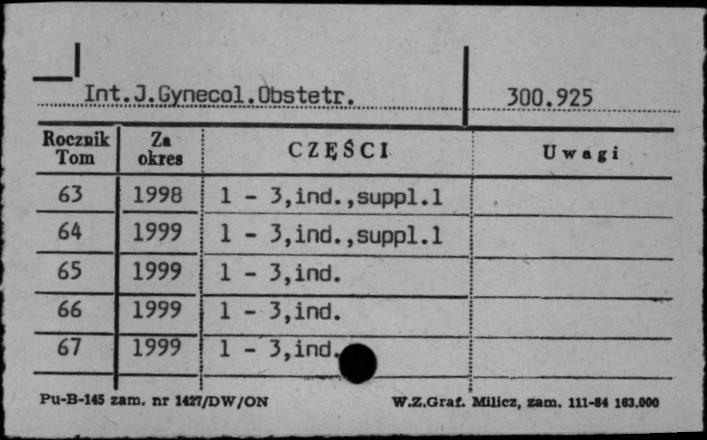 Int.J.Gynecol.Obstetr. 300.925
Rocznik Tom Za okres CZĘŚCI Uwagi
63 1998 1 - 3,ind.,suppl.1
64 1999 1 - 3,ind.,suppl.1
65 1999 1 - 3,ind.
66 1999 1 - 3,ind.
67 1999 1 - 3,ind.
Pu-B-145 zam. nr 1427/DW/ON W.Z.Graf. Milicz, zam. 111-84 163.000